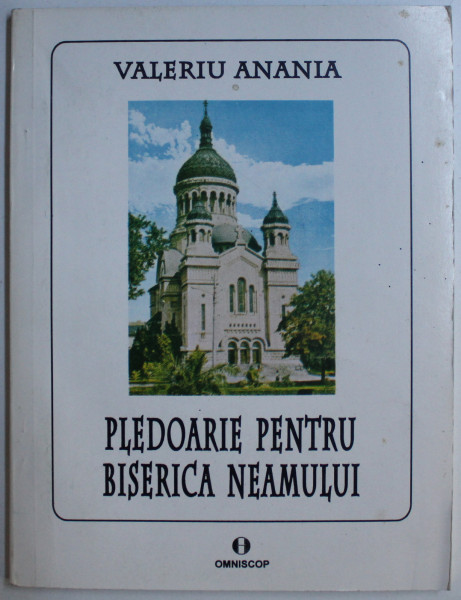 VALERIU ANANIA
PLEDOARIE PENTRU
BISERICA NEAMULUI
OMNISCOP